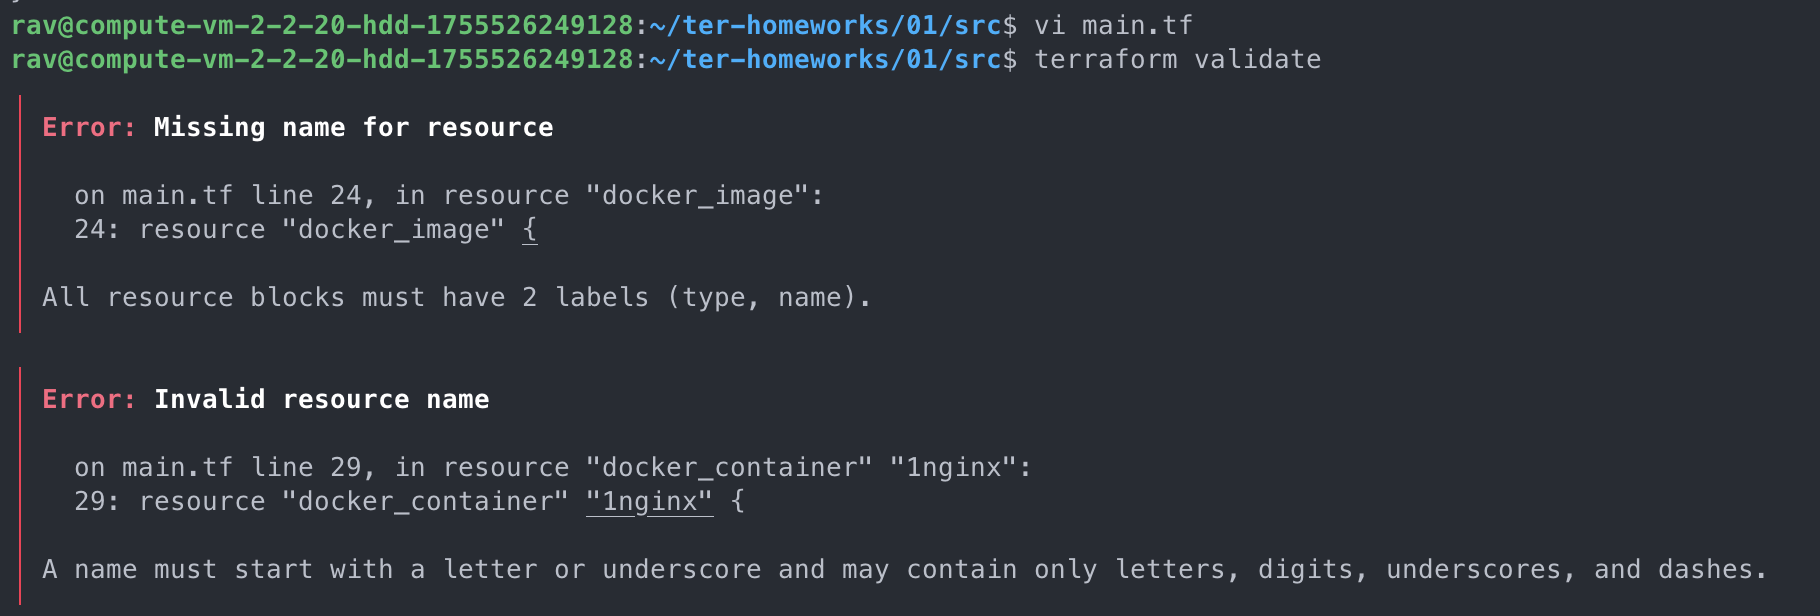 rav@compute-vm-2-2-20-hdd-1755526249128:~/ter-homeworks/01/src$ vi main.tf
rav@compute-vm-2-2-20-hdd-1755526249128:~/ter-homeworks/01/src$ terraform validate
Error: Missing name for resource
on main.tf line 24, in resource "docker_image":
24: resource "docker_image" {
All resource blocks must have 2 labels (type, name).
Error: Invalid resource name
on main.tf line 29, in resource "docker_container" "1nginx":
29: resource "docker_container" "1nginx" {
A name must start with a letter or underscore and may contain only letters, digits, underscores, and dashes.